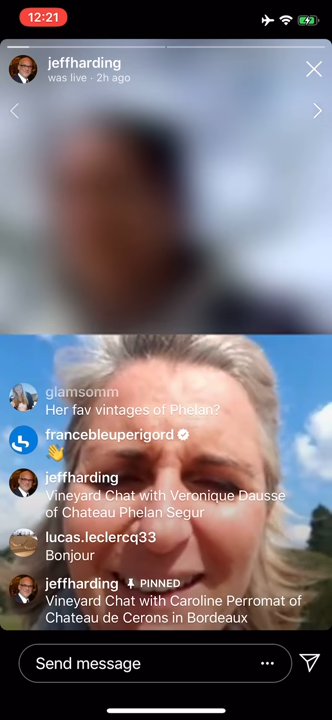 12:21
jeffharding
was live · 2h ago
glamsomm
Her fav vintages of Phelan?
francebleuperigord
👋
jeffharding
Vineyard Chat with Veronique Dausse
of Chateau Phelan Segur
lucas.leclercq33
Bonjour
jeffharding PINNED
Vineyard Chat with Caroline Perromat of
Chateau de Cerons in Bordeaux
Send message